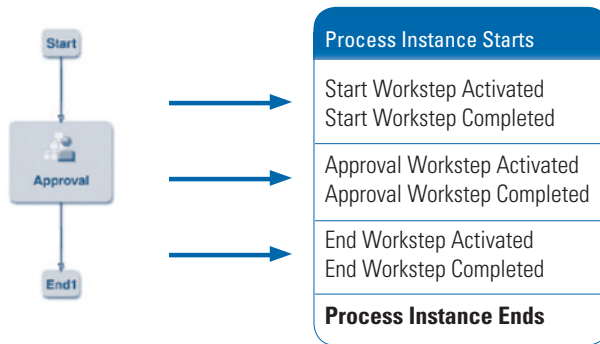 Start
Approval
End1
Process Instance Starts
Start Workstep Activated
Start Workstep Completed
Approval Workstep Activated
Approval Workstep Completed
End Workstep Activated
End Workstep Completed
Process Instance Ends